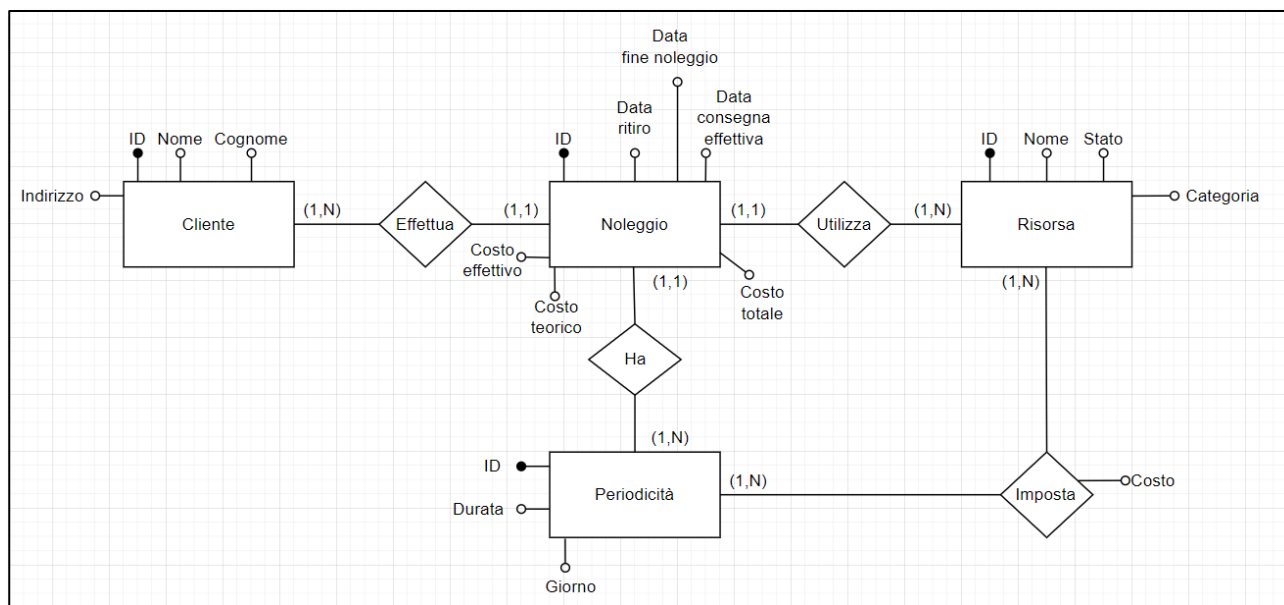 Data
fine noleggio
ID
Nome
Cognome
ID
Data
ritiro
Data
consegna
effettiva
ID
Nome
Stato
Indirizzo
Categoria
Cliente
(1,N)
Effettua
(1,1)
Noleggio
(1,1)
Utilizza
(1,N)
Risorsa
Costo
effettivo
Costo
teorico
(1,1)
Costo
totale
(1,N)
Ha
(1,N)
ID
Durata
Periodicità
(1,N)
Imposta
Costo
Giorno